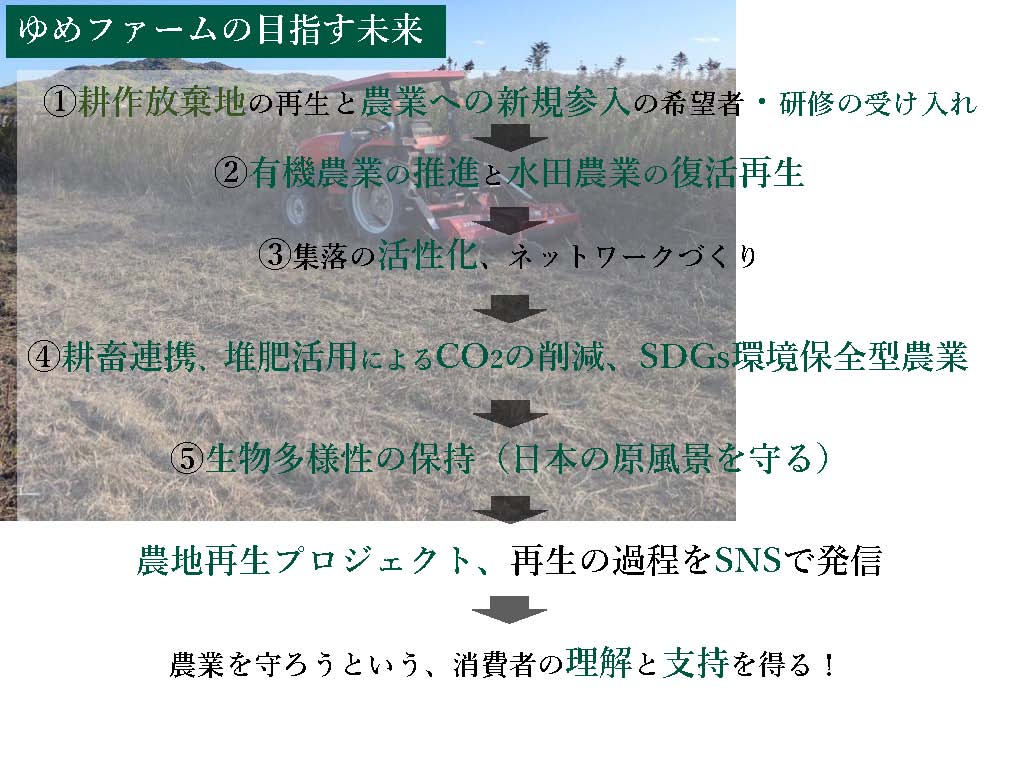 ゆめファームの目指す未来
①耕作放棄地の再生と農業への新規参入の希望者・研修の受け入れ
②有機農業の推進と水田農業の復活再生
③集落の活性化、ネットワークづくり
④耕畜連携、堆肥活用によるCO2の削減、SDGs環境保全型農業
⑤生物多様性の保持（日本の原風景を守る）
農地再生プロジェクト、再生の過程をSNSで発信
農業を守ろうという、消費者の理解と支持を得る！